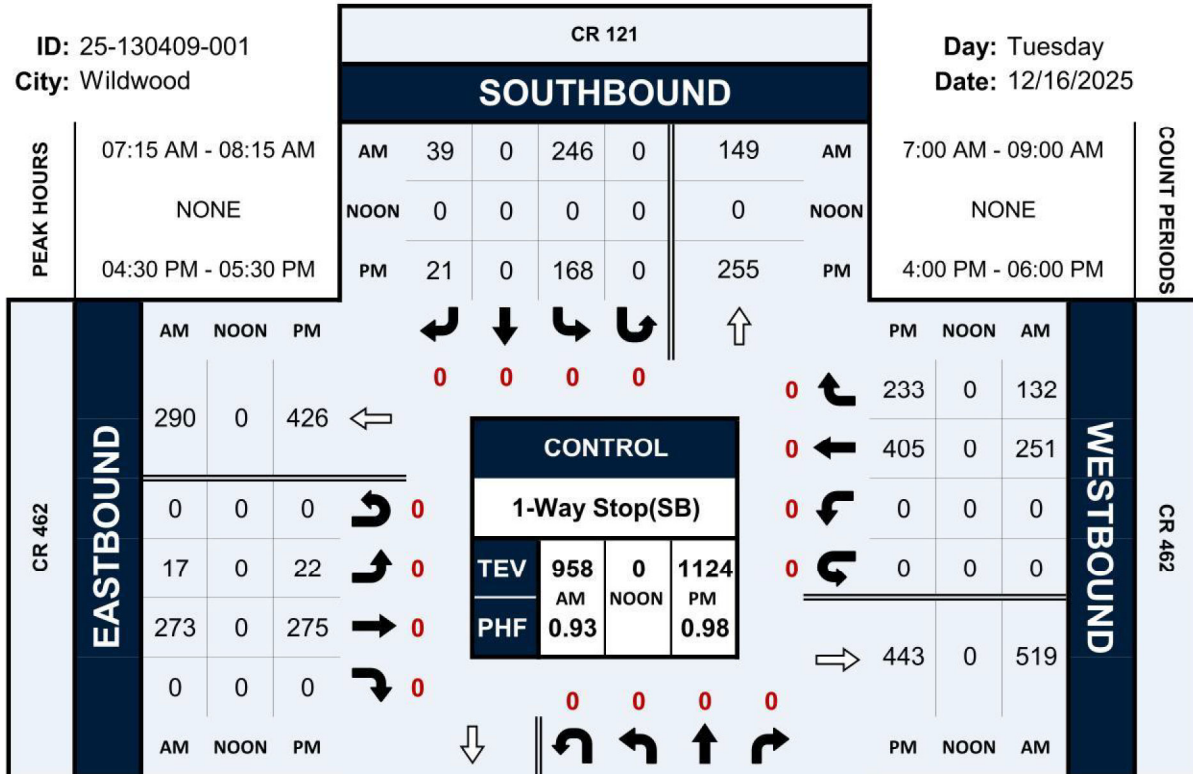 ID: 25-130409-001
City: Wildwood
CR 121
SOUTHBOUND
Day: Tuesday
Date: 12/16/2025
PEAK HOURS
07:15 AM - 08:15 AM
NONE
04:30 PM - 05:30 PM
AM 39 0 246 0 149 AM
NOON 0 0 0 0 0 NOON
PM 21 0 168 0 255 PM
7:00 AM - 09:00 AM
NONE
4:00 PM - 06:00 PM
COUNT PERIODS
0 0 0 0
CR 462
EASTBOUND
AM NOON PM
290 0 426
0 0 0 0
17 0 22 0
273 0 275 0
0 0 0 0
AM NOON PM
CONTROL
1-Way Stop(SB)
TEV 958 0 1124
AM NOON PM
PHF 0.93 0.98
PM NOON AM
0 233 0 132
0 405 0 251
0 0 0 0
0 0 0 0
443 0 519
PM NOON AM
WESTBOUND
CR 462
0 0 0 0